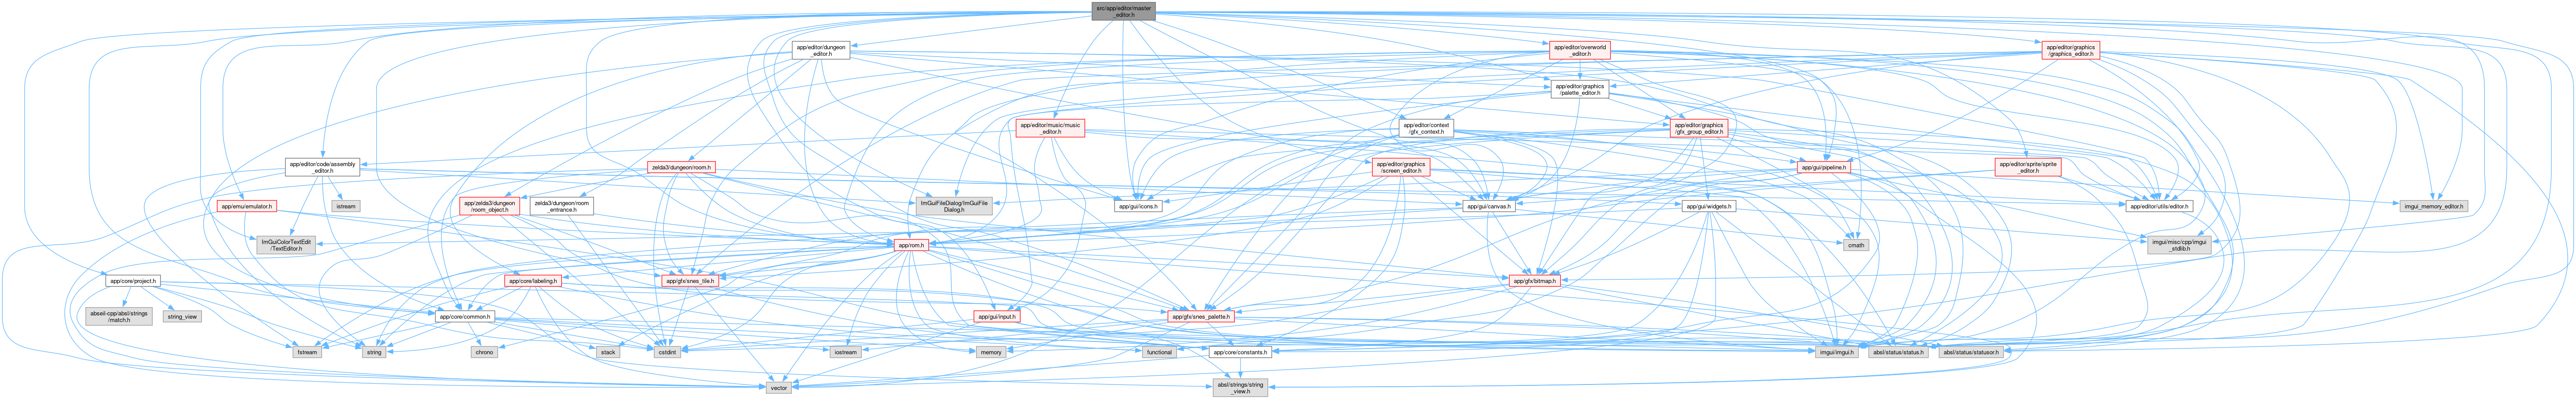 src/app/editor/master
_editor.h
app/editor/dungeon
_editor.h
app/editor/overworld
_editor.h
app/editor/graphics
/graphics_editor.h
app/editor/graphics
/palette_editor.h
app/editor/music/music
_editor.h
app/editor/context
/gfx_context.h
app/editor/graphics
/gfx_group_editor.h
app/editor/code/assembly
_editor.h
zelda3/dungeon/room.h
app/editor/graphics
/screen_editor.h
app/gui/pipeline.h
app/editor/sprite/sprite
_editor.h
app/emu/emulator.h
istream
app/zelda3/dungeon
/room_object.h
zelda3/dungeon/room
_entrance.h
ImGuiFileDialog/ImGuiFile
Dialog.h
app/gui/icons.h
app/gui/canvas.h
app/gui/widgets.h
app/editor/utils/editor.h
imgui_memory_editor.h
ImGuiColorTextEdit
/TextEditor.h
app/rom.h
cmath
imgui/misc/cpp/imgui
_stdlib.h
app/core/project.h
app/core/labeling.h
app/gfx/snes_tile.h
app/gfx/bitmap.h
abseil-cpp/absl/strings
/match.h
string_view
app/core/common.h
app/gui/input.h
app/gfx/snes_palette.h
fstream
string
chrono
stack
cstdint
iostream
memory
functional
app/core/constants.h
imgui/imgui.h
absl/status/status.h
absl/status/statusor.h
vector
absl/strings/string
_view.h